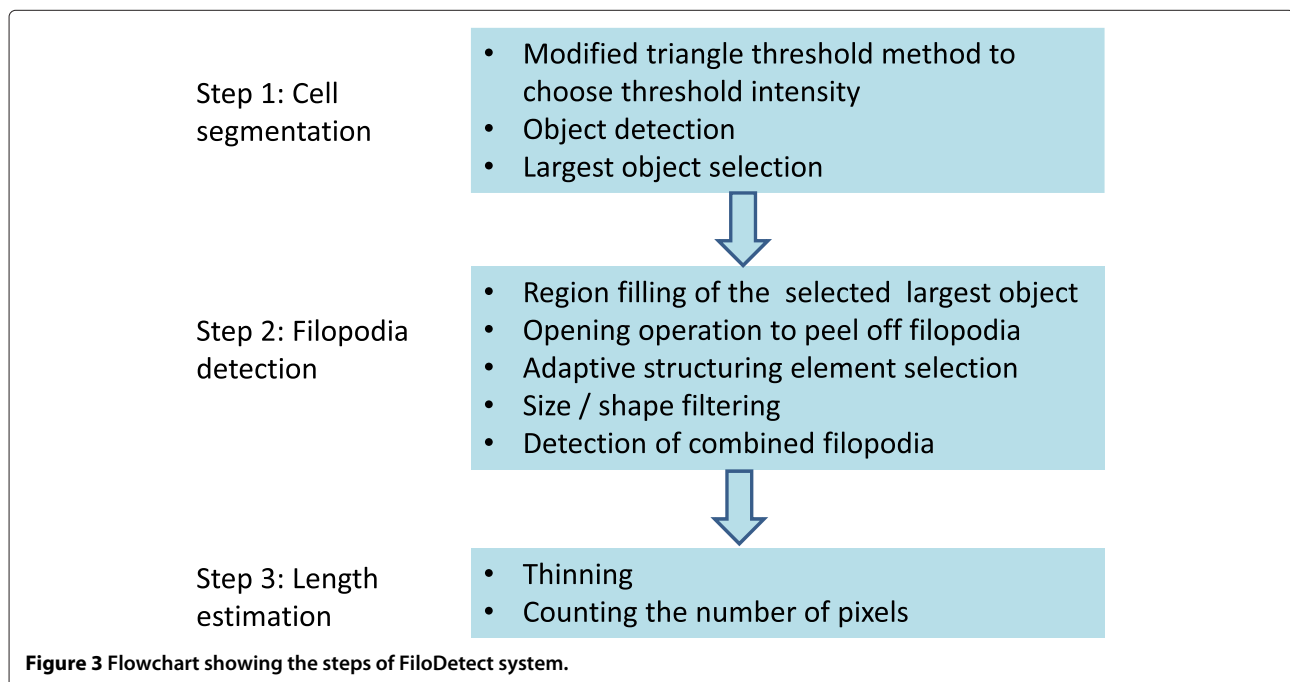 Step 1: Cell
segmentation
• Modified triangle threshold method to
choose threshold intensity
• Object detection
• Largest object selection
Step 2: Filopodia
detection
• Region filling of the selected largest object
• Opening operation to peel off filopodia
• Adaptive structuring element selection
• Size / shape filtering
• Detection of combined filopodia
Step 3: Length
estimation
• Thinning
• Counting the number of pixels
Figure 3 Flowchart showing the steps of FiloDetect system.